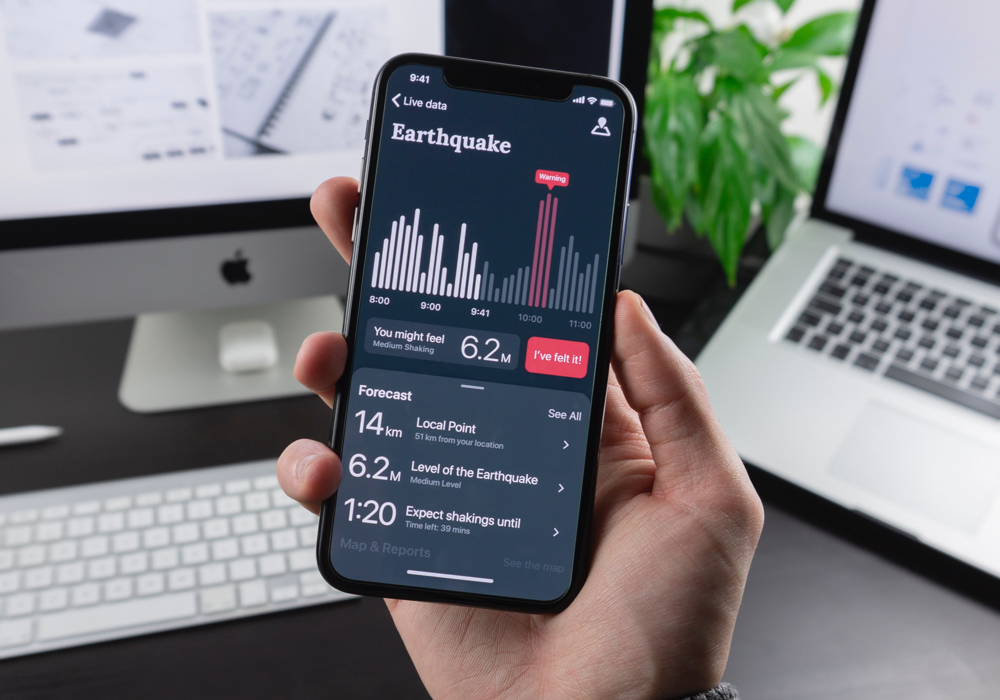 9:41
Live data
Earthquake
Warning
8:00
9:00
9:41
10:00
11:00
You might feel
Medium Shaking
6.2M
I've felt it!
Forecast
See All
14km
Local Point
51 km from your location
6.2M
Level of the Earthquake
Medium Level
1:20
Expect shakings until
Time left: 39 mins
Map & Reports
See the map